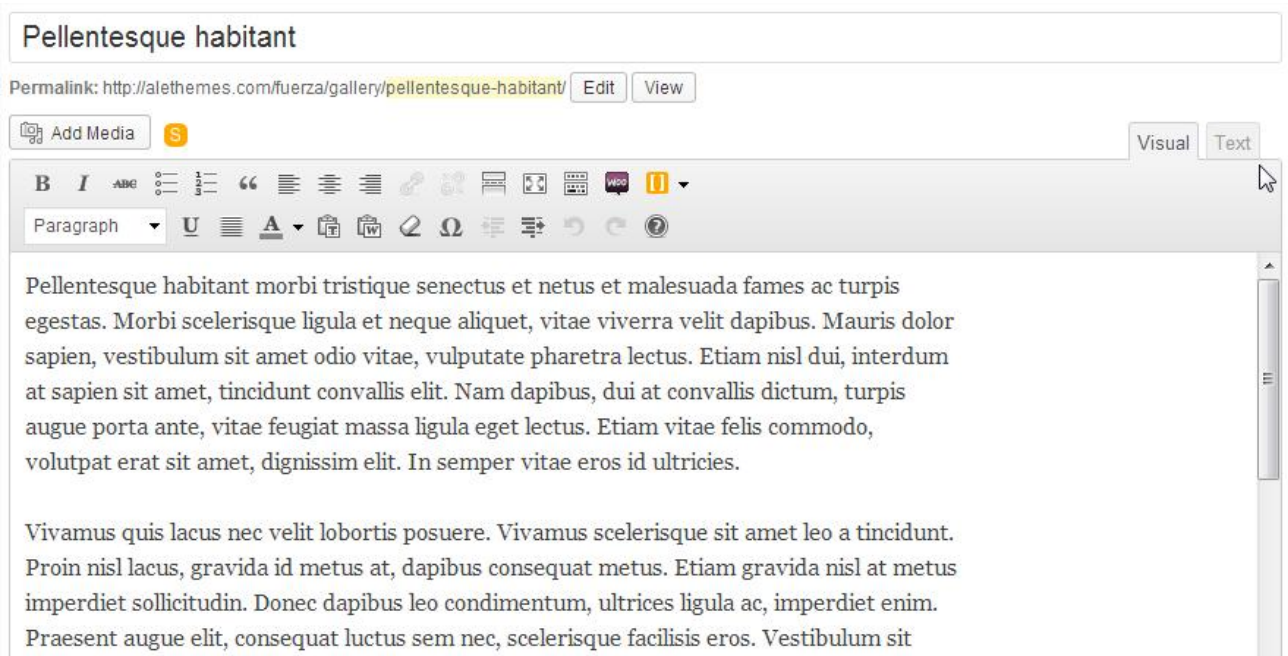 Pellentesque habitant
Permalink: http://alethemes.com/fuerza/gallery/pellentesque-habitant/ Edit View
Add Media S Visual Text
B I ABC WOO
Paragraph U A T W Ω
Pellentesque habitant morbi tristique senectus et netus et malesuada fames ac turpis
egestas. Morbi scelerisque ligula et neque aliquet, vitae viverra velit dapibus. Mauris dolor
sapien, vestibulum sit amet odio vitae, vulputate pharetra lectus. Etiam nisl dui, interdum
at sapien sit amet, tincidunt convallis elit. Nam dapibus, dui at convallis dictum, turpis
augue porta ante, vitae feugiat massa ligula eget lectus. Etiam vitae felis commodo,
volutpat erat sit amet, dignissim elit. In semper vitae eros id ultricies.
Vivamus quis lacus nec velit lobortis posuere. Vivamus scelerisque sit amet leo a tincidunt.
Proin nisl lacus, gravida id metus at, dapibus consequat metus. Etiam gravida nisl at metus
imperdiet sollicitudin. Donec dapibus leo condimentum, ultrices ligula ac, imperdiet enim.
Praesent augue elit, consequat luctus sem nec, scelerisque facilisis eros. Vestibulum sit